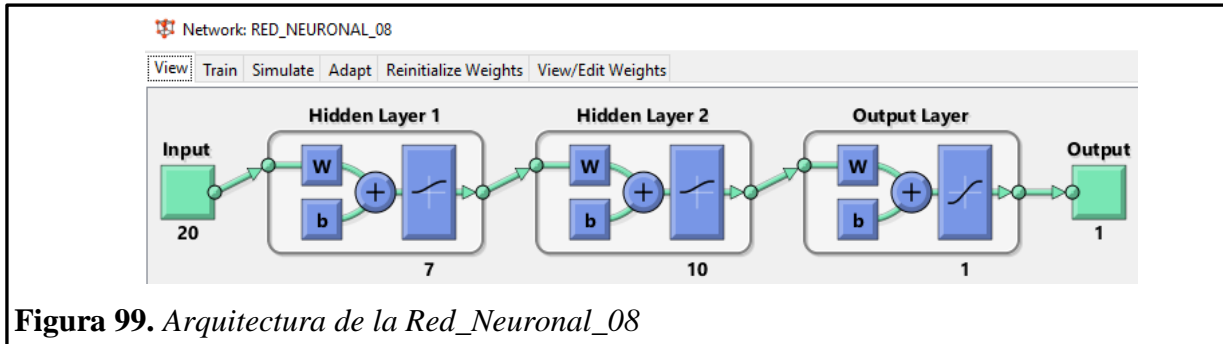 Network: RED_NEURONAL_08
View Train Simulate Adapt Reinitialize Weights View/Edit Weights
Hidden Layer 1 Hidden Layer 2 Output Layer
Input Output
W W W
+ + +
b b b
20 7 10 1 1
Figura 99. Arquitectura de la Red_Neuronal_08